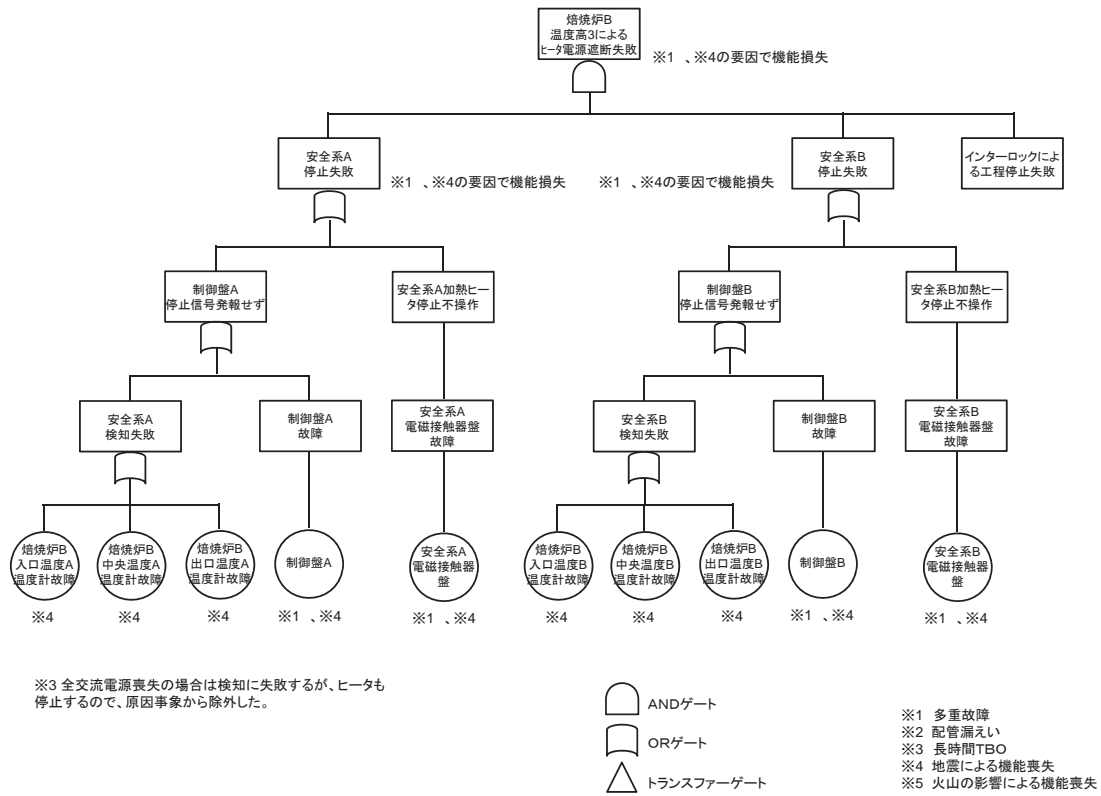 焙焼炉B
温度高3による
ヒータ電源遮断失敗
※1 、※4の要因で機能損失
安全系A
停止失敗
※1 、※4の要因で機能損失
※1 、※4の要因で機能損失
安全系B
停止失敗
インターロックによ
る工程停止失敗
制御盤A
停止信号発報せず
安全系A加熱ヒー
タ停止不操作
制御盤B
停止信号発報せず
安全系B加熱ヒー
タ停止不操作
安全系A
検知失敗
制御盤A
故障
安全系A
電磁接触器盤
故障
安全系B
検知失敗
制御盤B
故障
安全系B
電磁接触器盤
故障
焙焼炉B
入口温度A
温度計故障
焙焼炉B
中央温度A
温度計故障
焙焼炉B
出口温度A
温度計故障
制御盤A
安全系A
電磁接触器
盤
焙焼炉B
入口温度B
温度計故障
焙焼炉B
中央温度B
温度計故障
焙焼炉B
出口温度B
温度計故障
制御盤B
安全系B
電磁接触器
盤
※4
※4
※4
※1 、※4
※1 、※4
※4
※4
※4
※1 、※4
※1 、※4
※3 全交流電源喪失の場合は検知に失敗するが、ヒータも
停止するので、原因事象から除外した。
ANDゲート
ORゲート
トランスファーゲート
※1 多重故障
※2 配管漏えい
※3 長時間TBO
※4 地震による機能喪失
※5 火山の影響による機能喪失